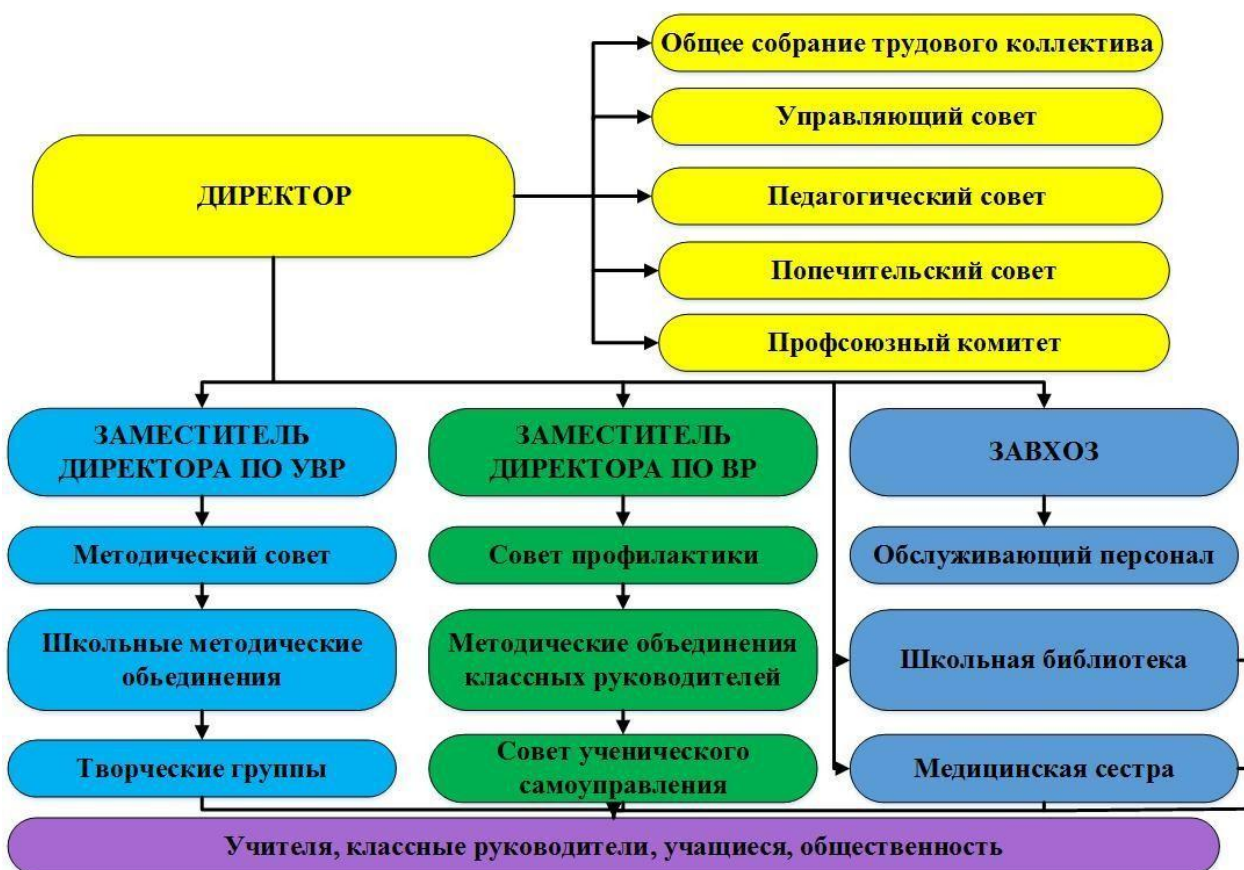 Общее собрание трудового коллектива
Управляющий совет
ДИРЕКТОР
Педагогический совет
Попечительский совет
Профсоюзный комитет
ЗАМЕСТИТЕЛЬ
ДИРЕКТОРА ПО УВР
ЗАМЕСТИТЕЛЬ
ДИРЕКТОРА ПО ВР
ЗАВХОЗ
Методический совет
Совет профилактики
Обслуживающий персонал
Школьные методические
обьединения
Методические объединения
классных руководителей
Школьная библиотека
Творческие группы
Совет ученического
самоуправления
Медицинская сестра
Учителя, классные руководители, учащиеся, общественность